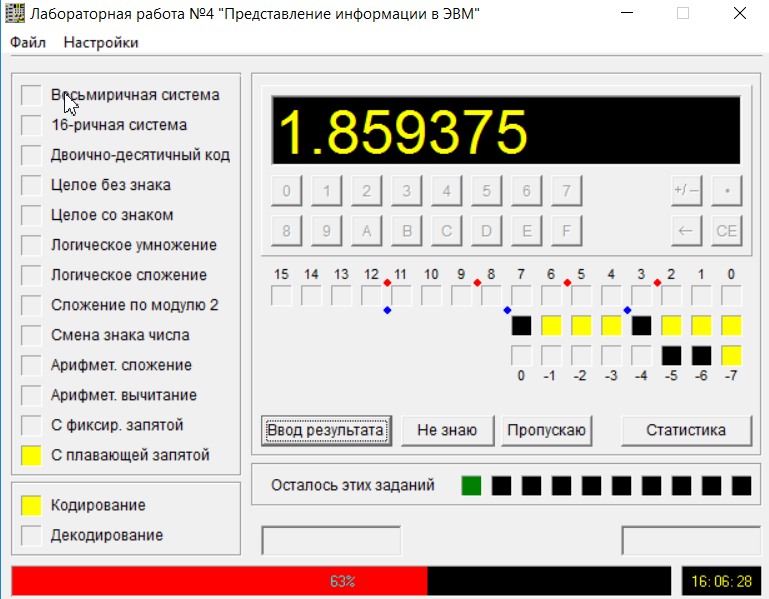 Лабораторная работа №4 "Представление информации в ЭВМ"
Файл Настройки
Восьмиричная система
16-ричная система
Двоично-десятичный код
Целое без знака
Целое со знаком
Логическое умножение
Логическое сложение
Сложение по модулю 2
Смена знака числа
Арифмет. сложение
Арифмет. вычитание
С фиксир. запятой
С плавающей запятой
Кодирование
Декодирование
1.859375
0 1 2 3 4 5 6 7 +/- •
8 9 A B C D E F ← CE
15 14 13 12 11 10 9 8 7 6 5 4 3 2 1 0
0 -1 -2 -3 -4 -5 -6 -7
Ввод результата Не знаю Пропускаю Статистика
Осталось этих заданий
63% 16:06:28